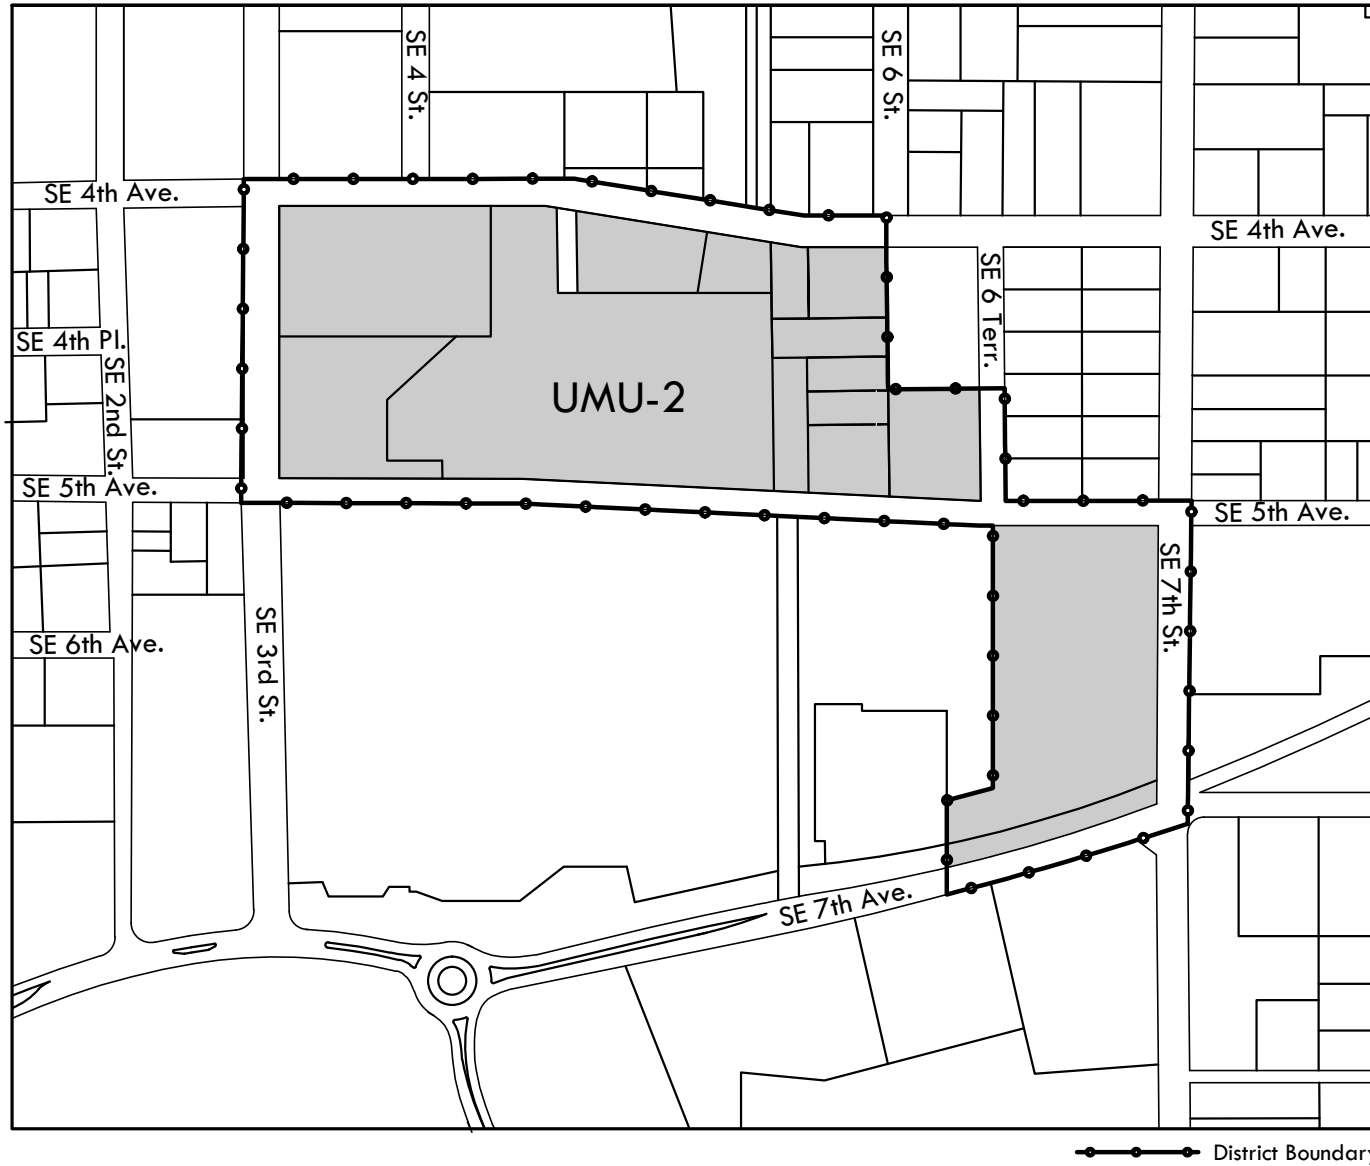 SE 4 St.
SE 6 St.
SE 4th Ave.
SE 4th Ave.
SE 6 Terr.
SE 4th Pl.
SE 2nd St.
UMU-2
SE 5th Ave.
SE 5th Ave.
SE 7th St.
SE 3rd St.
SE 6th Ave.
SE 7th Ave.
District Boundary